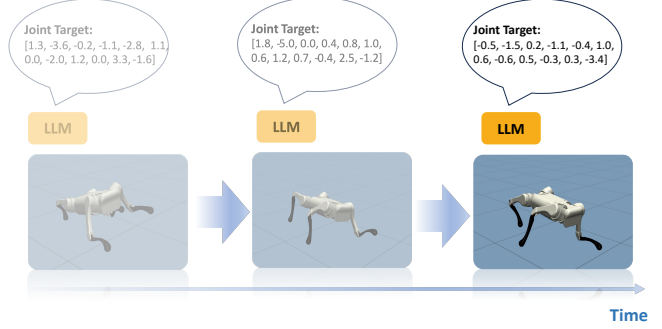 Joint Target:
[1.3, -3.6, -0.2, -1.1, -2.8, 1.1,
0.0, -2.0, 1.2, 0.0, 3.3, -1.6]
LLM
Joint Target:
[1.8, -5.0, 0.0, 0.4, 0.8, 1.0,
0.6, 1.2, 0.7, -0.4, 2.5, -1.2]
LLM
Joint Target:
[-0.5, -1.5, 0.2, -1.1, -0.4, 1.0,
0.6, -0.6, 0.5, -0.3, 0.3, -3.4]
LLM
Time